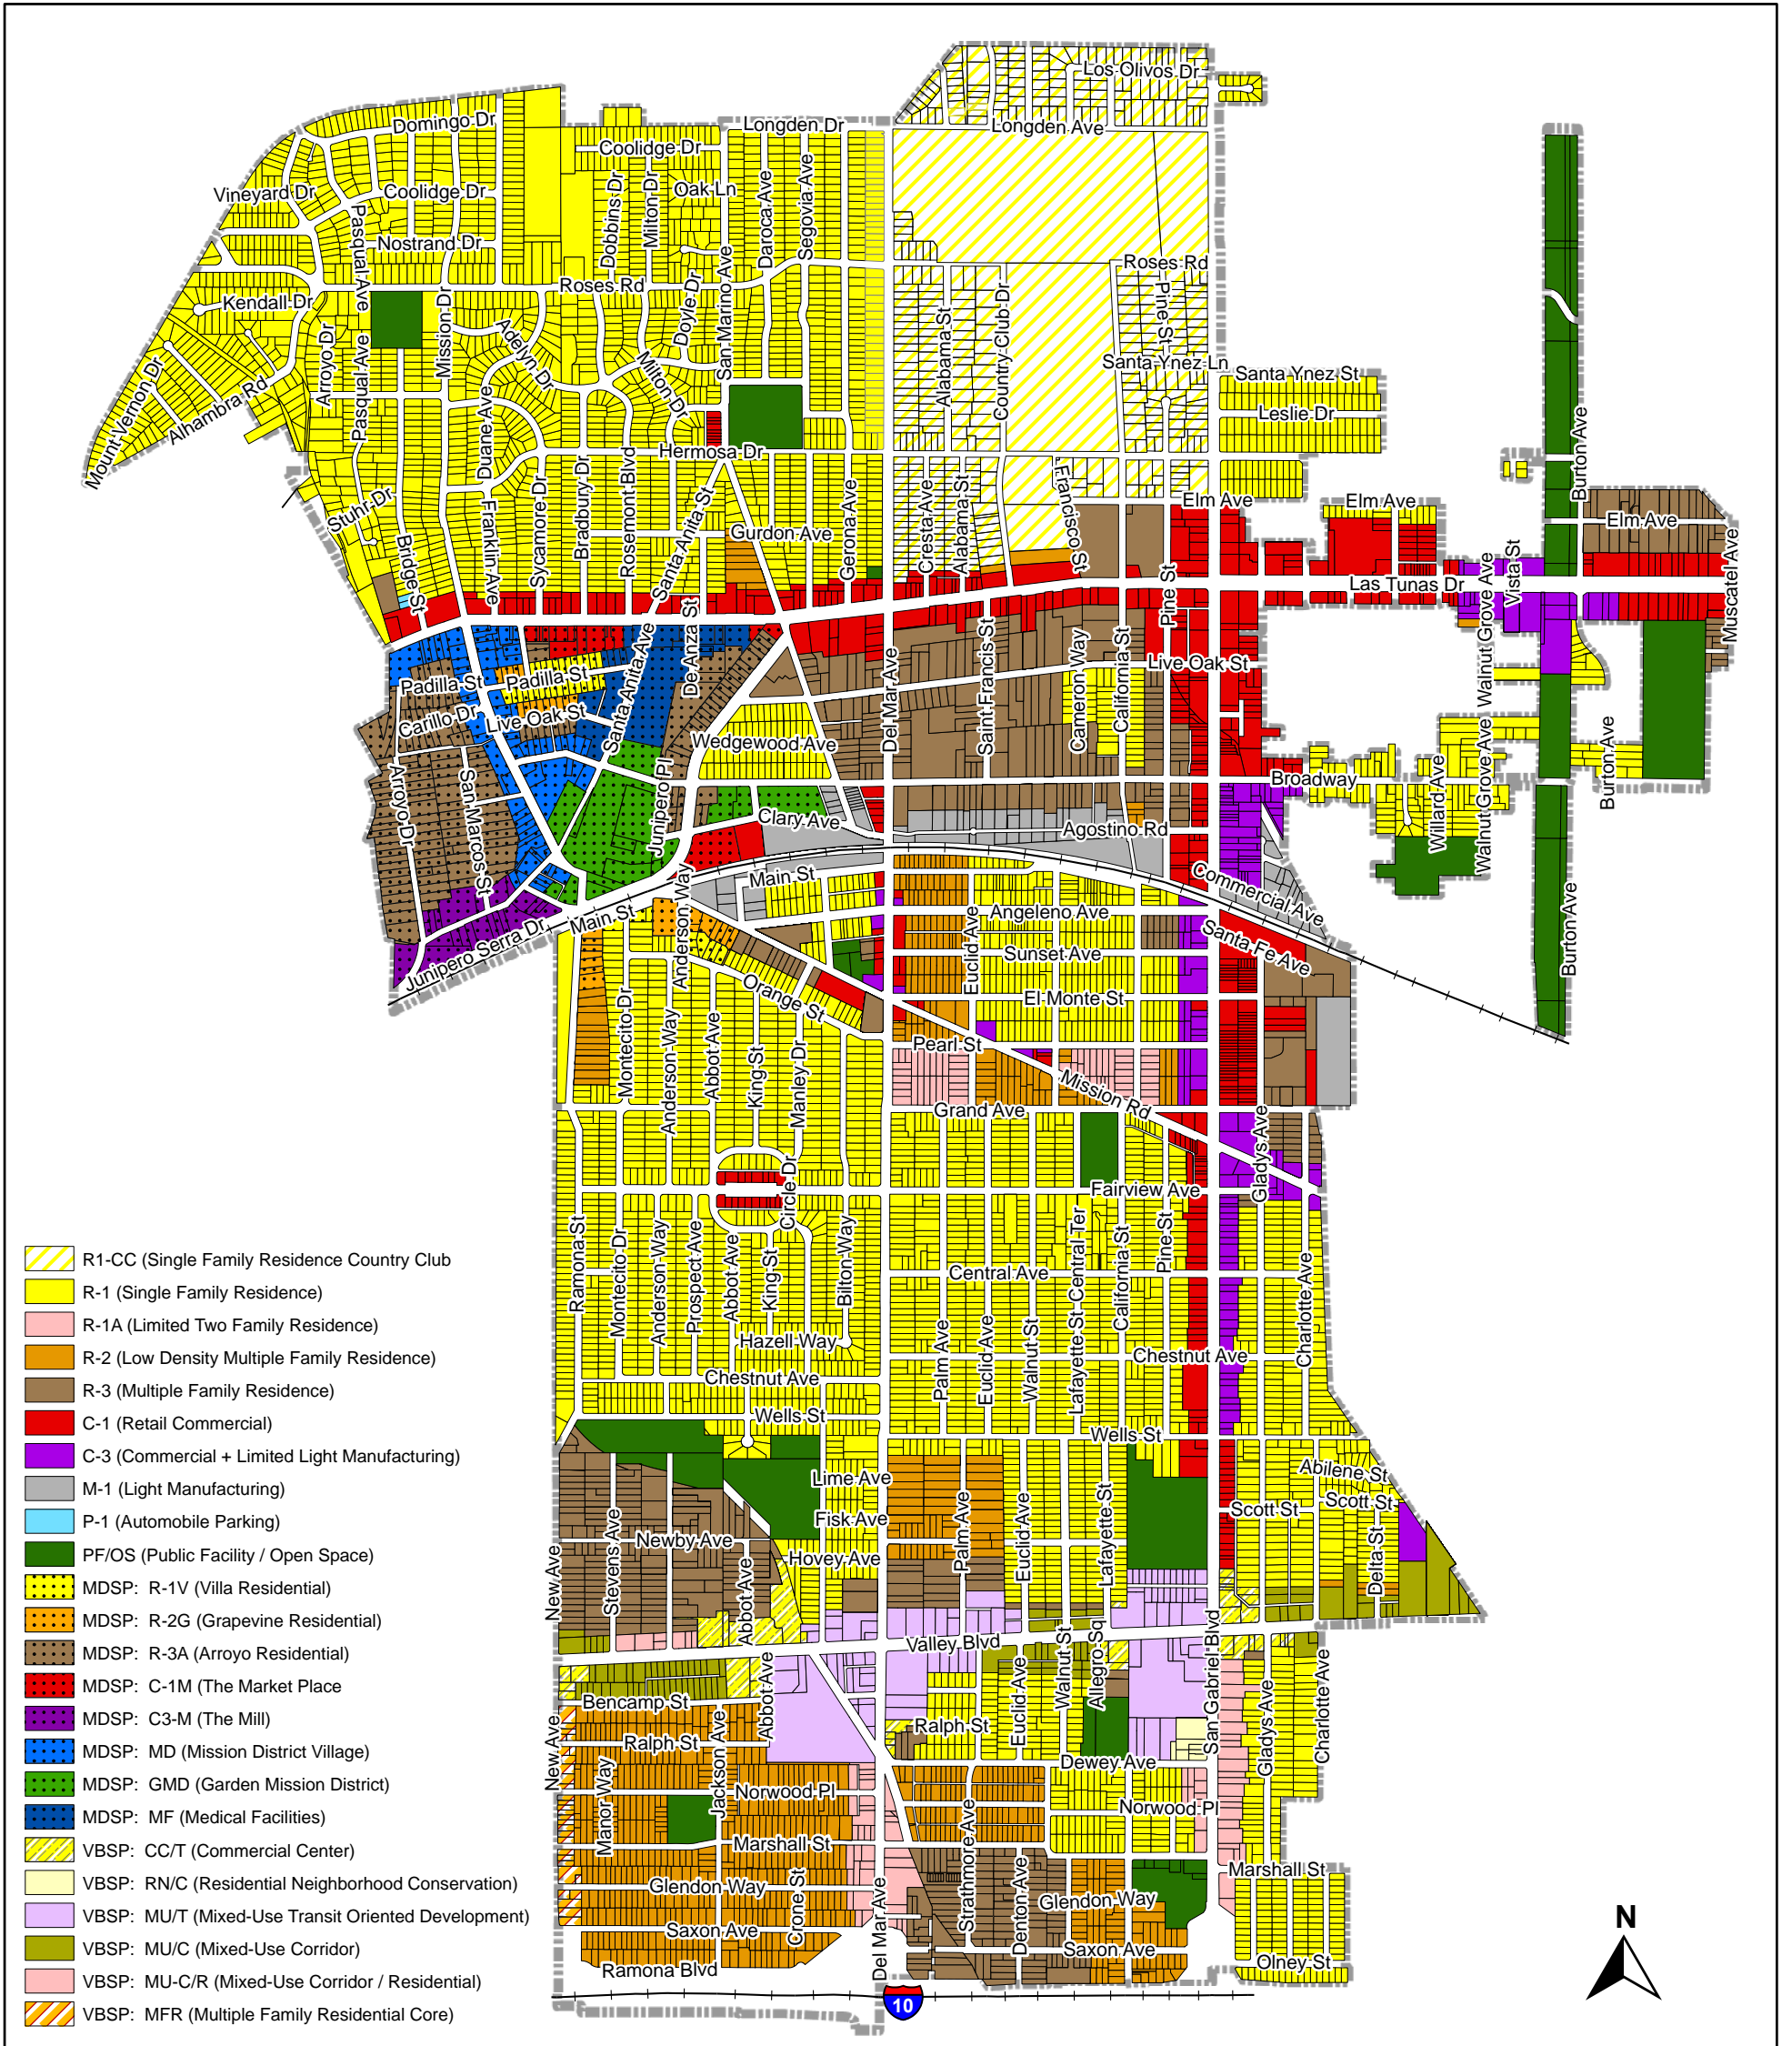 Los Olivos Dr
Longden Dr
Longden Ave
Domingo Dr
Coolidge Dr
Vineyard Dr
Coolidge Dr
Oak Ln
Pasqual Ave
Dobbins Dr
Milton Dr
Daroca Ave
Segovia Ave
Nostrand Dr
Roses Rd
Roses Rd
Kendall Dr
Mission Dr
Doyle Dr
San Marino Ave
Alabama St
Country Club Dr
Pine St
Arroyo Dr
Pasqual Ave
Adelyn Dr
Milton Dr
Santa Ynez Ln
Santa Ynez St
Leslie Dr
Mount Vernon Dr
Alhambra Rd
Duane Ave
Hermosa Dr
Burton Ave
Stuhr Dr
Bridge St
Franklin Ave
Sycamore Dr
Bradbury Dr
Rosemont Blvd
Santa Anita St
Gurdon Ave
Gerona Ave
Cresta Ave
Alabama St
Francisco St
Elm Ave
Elm Ave
Elm Ave
Las Tunas Dr
Walnut Grove Ave
Vista St
Muscatel Ave
De Anza St
Pine St
Padilla St
Padilla St
Santa Anita Ave
Del Mar Ave
Saint Francis St
Cameron Way
California St
Live Oak St
Carillo Dr
Live Oak St
Wedgewood Ave
Broadway
Walnut Grove Ave
Burton Ave
Arroyo Dr
San Marcos St
Junipero Pl
Clary Ave
Agostino Rd
Willard Ave
Main St
Commercial Ave
Junipero Serra Dr
Main St
Anderson Way
Angeleno Ave
Santa Fe Ave
Burton Ave
Euclid Ave
Sunset Ave
Orange St
El Monte St
Montecito Dr
Anderson Way
Abbot Ave
King St
Manley Dr
Pearl St
Mission Rd
Grand Ave
Gladys Ave
Fairview Ave
Circle Dr
Ramona St
Montecito Dr
Anderson Way
Prospect Ave
Abbot Ave
King St
Bilton Way
Central Ave
Central Ter
Lafayette St
California St
Pine St
Charlotte Ave
Hazell Way
Palm Ave
Euclid Ave
Walnut St
Chestnut Ave
Chestnut Ave
Wells St
Wells St
Lime Ave
Abilene St
Scott St
Scott St
Fisk Ave
Newby Ave
Hovey Ave
New Ave
Stevens Ave
Abbot Ave
Palm Ave
Euclid Ave
Lafayette St
Delta St
Valley Blvd
Walnut St
Allegro Sq
San Gabriel Blvd
Bencamp St
Abbot Ave
Euclid Ave
Ralph St
Ralph St
Gladys Ave
Charlotte Ave
New Ave
Manor Way
Jackson Ave
Dewey Ave
Norwood Pl
Norwood Pl
Marshall St
Strathmore Ave
Marshall St
Glendon Way
Glendon Way
Crone St
Del Mar Ave
Denton Ave
Saxon Ave
Saxon Ave
Ramona Blvd
Olney St
10
N
R1-CC (Single Family Residence Country Club
R-1 (Single Family Residence)
R-1A (Limited Two Family Residence)
R-2 (Low Density Multiple Family Residence)
R-3 (Multiple Family Residence)
C-1 (Retail Commercial)
C-3 (Commercial + Limited Light Manufacturing)
M-1 (Light Manufacturing)
P-1 (Automobile Parking)
PF/OS (Public Facility / Open Space)
MDSP: R-1V (Villa Residential)
MDSP: R-2G (Grapevine Residential)
MDSP: R-3A (Arroyo Residential)
MDSP: C-1M (The Market Place
MDSP: C3-M (The Mill)
MDSP: MD (Mission District Village)
MDSP: GMD (Garden Mission District)
MDSP: MF (Medical Facilities)
VBSP: CC/T (Commercial Center)
VBSP: RN/C (Residential Neighborhood Conservation)
VBSP: MU/T (Mixed-Use Transit Oriented Development)
VBSP: MU/C (Mixed-Use Corridor)
VBSP: MU-C/R (Mixed-Use Corridor / Residential)
VBSP: MFR (Multiple Family Residential Core)